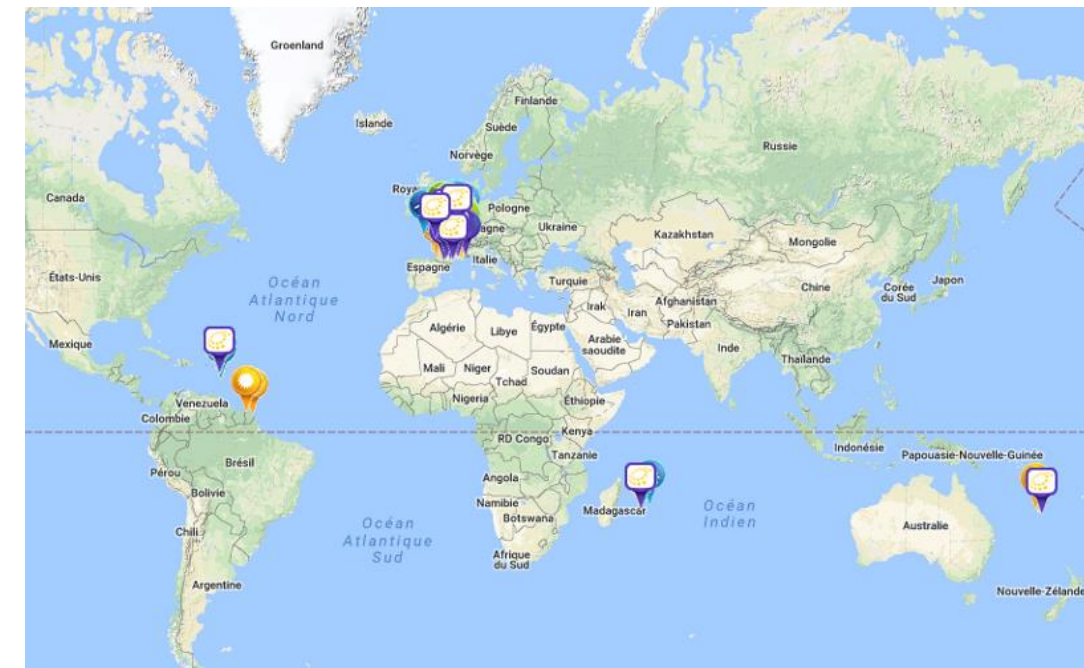 Groenland
Islande
Finlande
Suède
Norvège
Russie
Canada
Pologne
Ukraine
Kazakhstan
Mongolie
Espagne
Italie
États-Unis
Océan
Atlantique
Nord
Turquie
Chine
Corée
du Sud
Japon
Irak
Iran
Afghanistan
Pakistan
Algérie
Libye
Égypte
Arabie
saoudite
Mexique
Inde
Thaïlande
Mali
Niger
Tchad
Soudan
Nigeria
Éthiopie
Venezuela
Colombie
RD Congo
Kenya
Tanzanie
Indonésie
Papouasie-Nouvelle-Guinée
Brésil
Pérou
Angola
Bolivie
Namibie
Botswana
Madagascar
Océan
Indien
Australie
Chili
Océan
Atlantique
Sud
Afrique
du Sud
Argentine
Nouvelle-Zélande